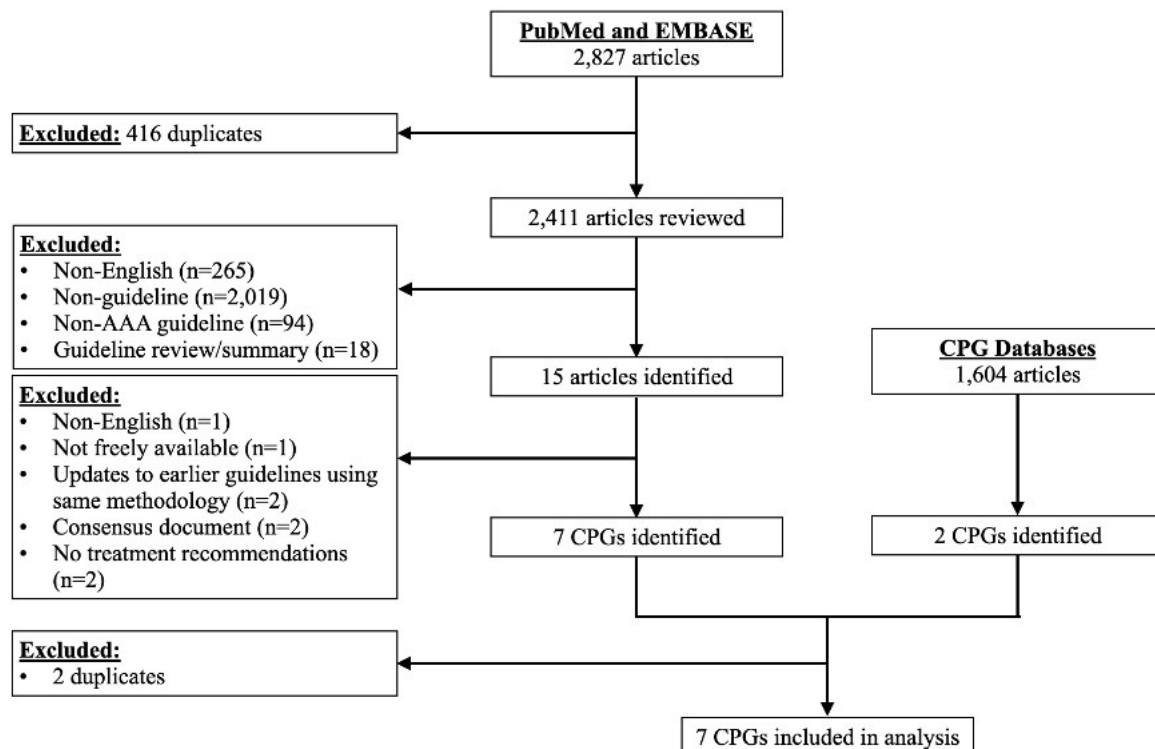 PubMed and EMBASE
2,827 articles
Excluded: 416 duplicates
2,411 articles reviewed
Excluded:
• Non-English (n=265)
• Non-guideline (n=2,019)
• Non-AAA guideline (n=94)
• Guideline review/summary (n=18)
15 articles identified
CPG Databases
1,604 articles
Excluded:
• Non-English (n=1)
• Not freely available (n=1)
• Updates to earlier guidelines using
same methodology (n=2)
• Consensus document (n=2)
• No treatment recommendations
(n=2)
7 CPGs identified
2 CPGs identified
Excluded:
• 2 duplicates
7 CPGs included in analysis